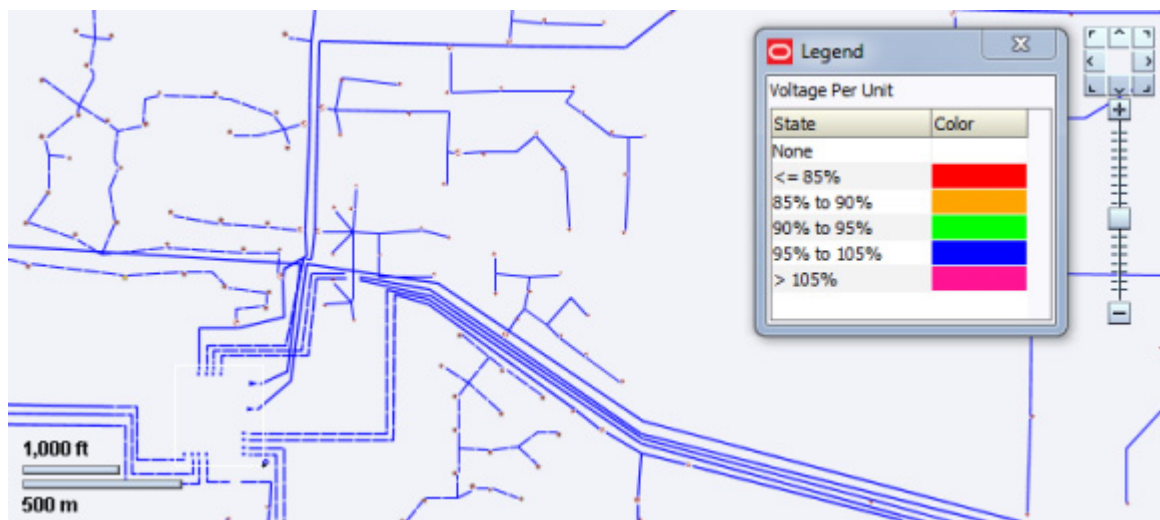 Legend
Voltage Per Unit
State Color
None
<= 85%
85% to 90%
90% to 95%
95% to 105%
> 105%
1,000 ft
500 m